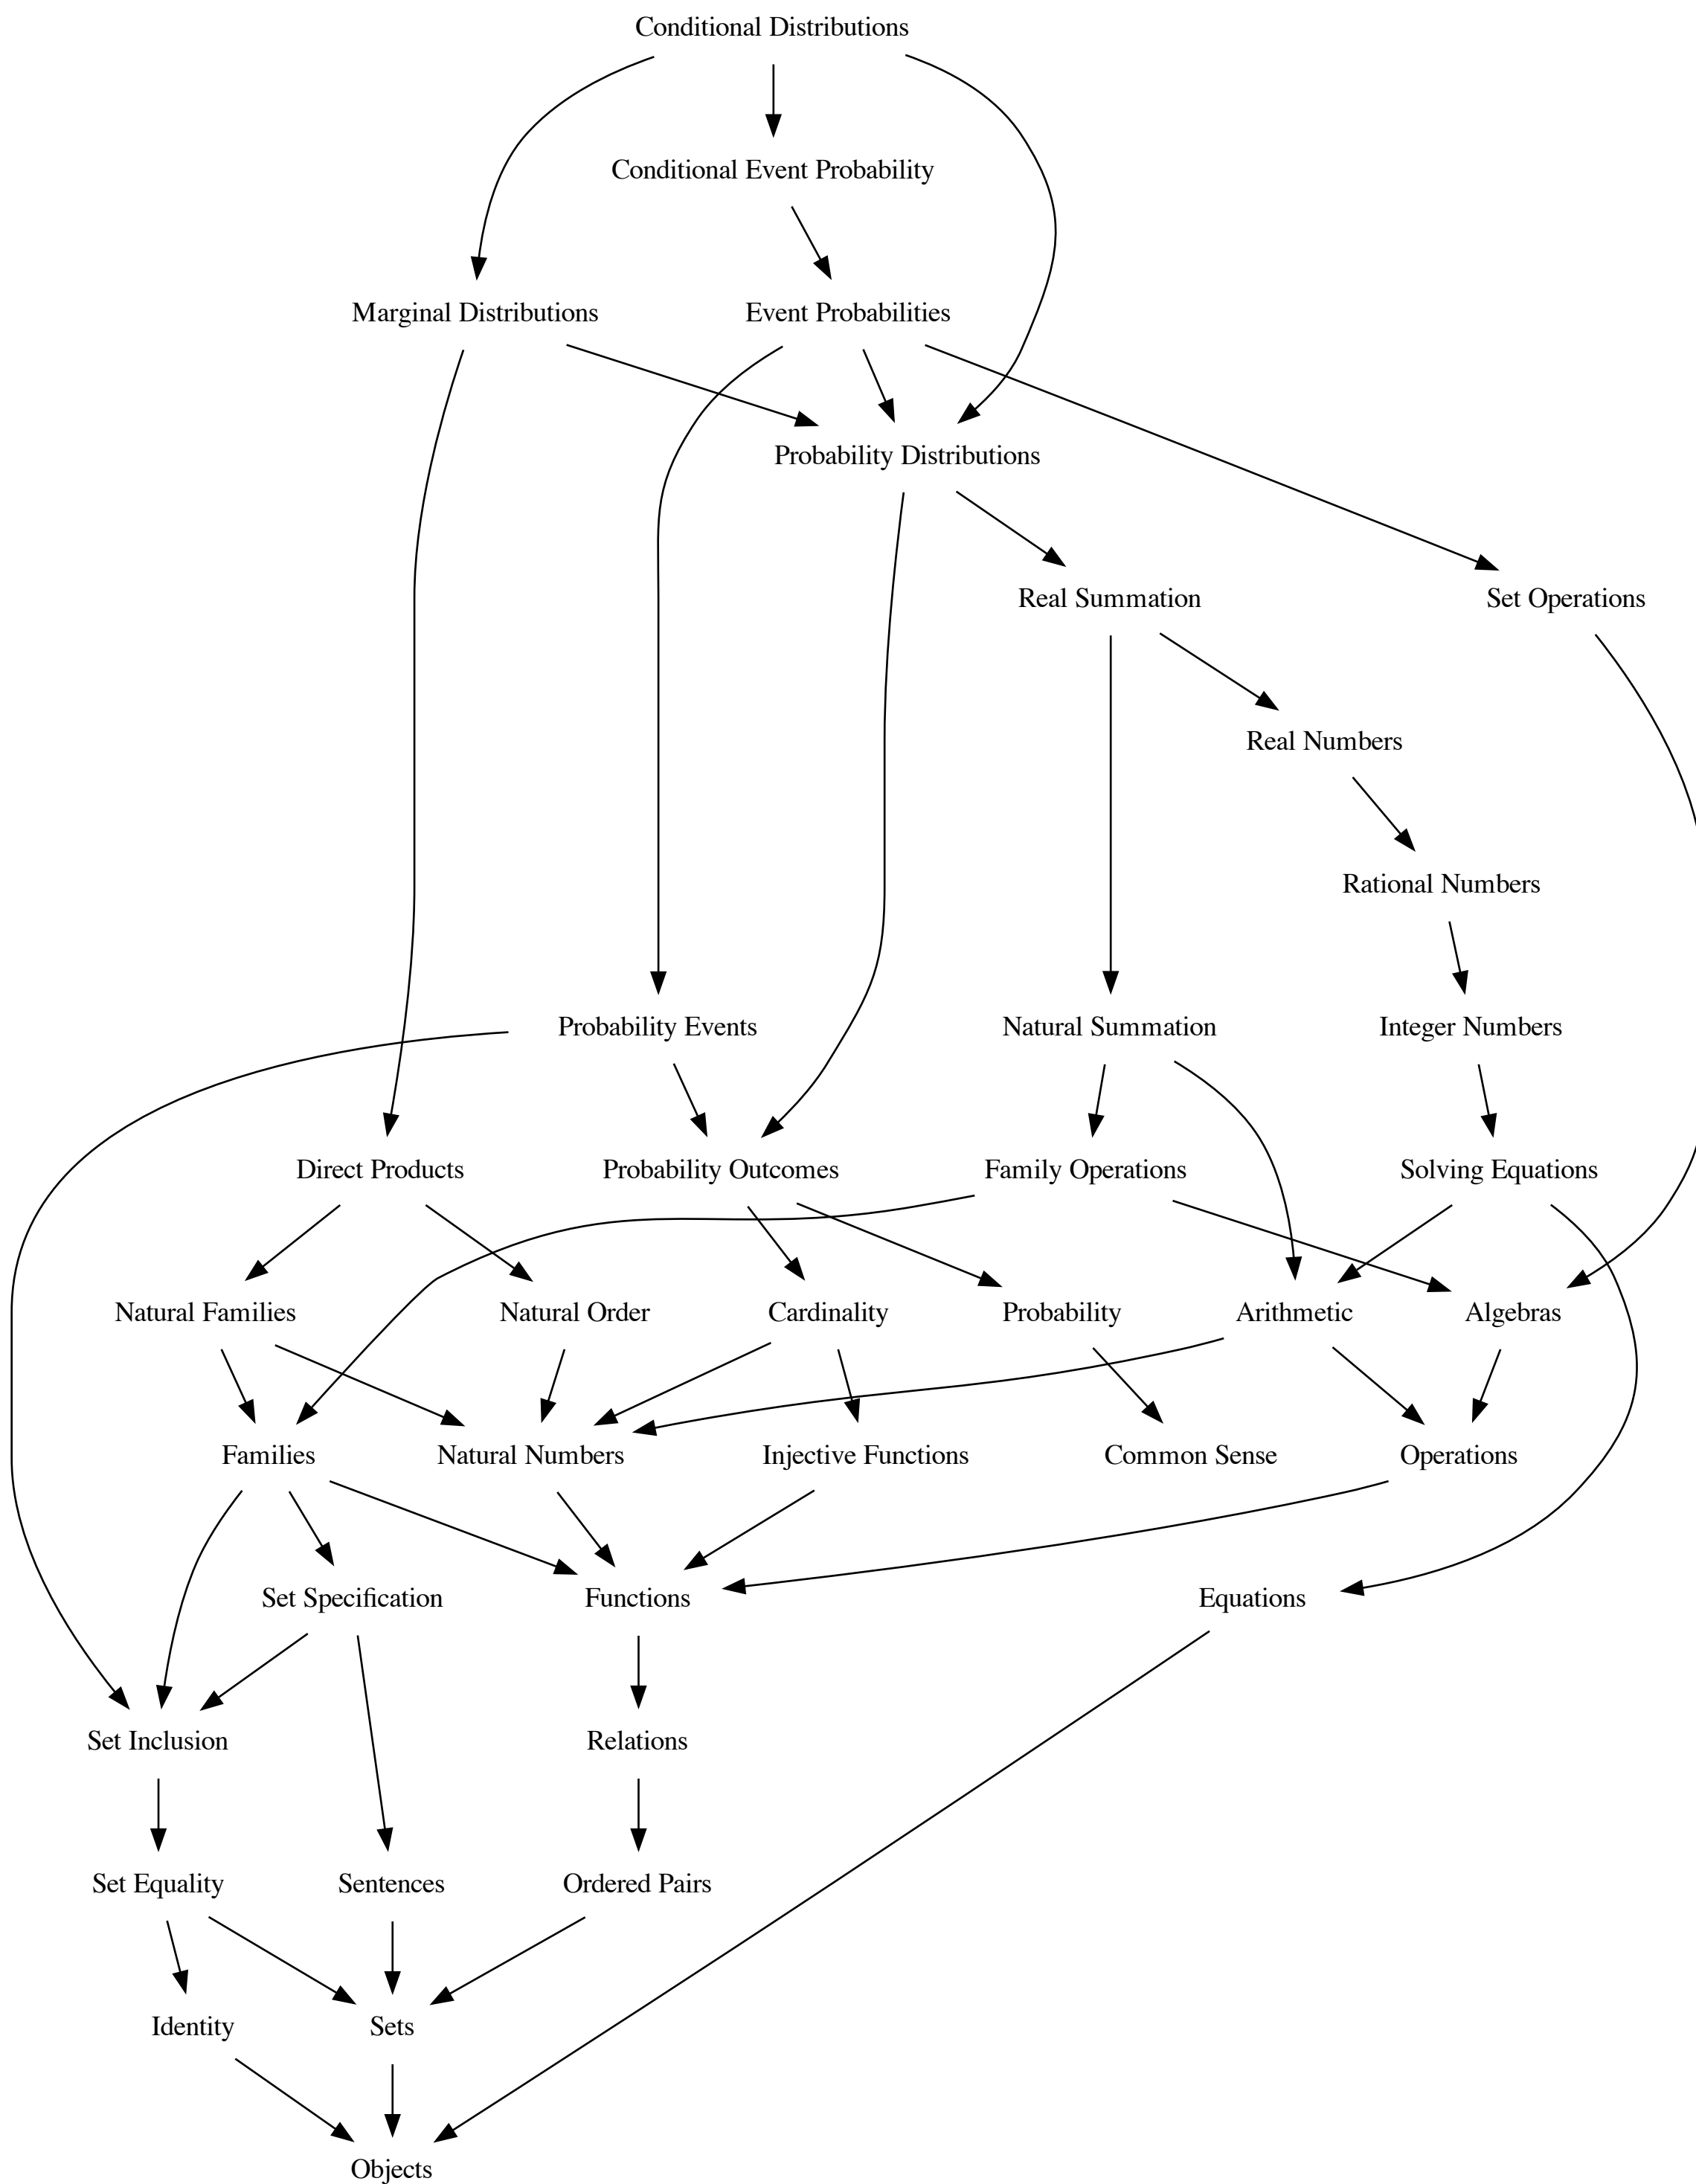 Conditional Distributions
Conditional Event Probability
Marginal Distributions
Event Probabilities
Probability Distributions
Real Summation
Set Operations
Real Numbers
Rational Numbers
Probability Events
Natural Summation
Integer Numbers
Direct Products
Probability Outcomes
Family Operations
Solving Equations
Natural Families
Natural Order
Cardinality
Probability
Arithmetic
Algebras
Families
Natural Numbers
Injective Functions
Common Sense
Operations
Set Specification
Functions
Equations
Set Inclusion
Relations
Set Equality
Sentences
Ordered Pairs
Identity
Sets
Objects